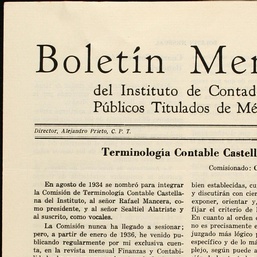 Boletín Me
del Instituto de Contad
Públicos Titulados de Mé
Director, Alejandro Prieto, C. P. T.
Terminología Contable Castell
Comisionado: C
En agosto de 1934 se nombró para integrar
la Comisión de Terminología Contable Castella-
na del Instituto, al señor Rafael Mancera, co-
mo presidente, y al señor Sealtiel Alatriste y
al suscrito, como vocales.
La Comisión nunca ha llegado a sesionar;
pero, a partir de enero de 1936, he venido pu-
blicando regularmente por mi exclusiva cuen-
ta, en la revista mensual Finanzas y Contabi-
bien establecidas, cu
y discutirán con cien
exponer, orientar y,
fijar el criterio de l
En cuanto al orden
no es precisamente e
juzgado más lógico y
específico y de lo má
plejo, según puede a